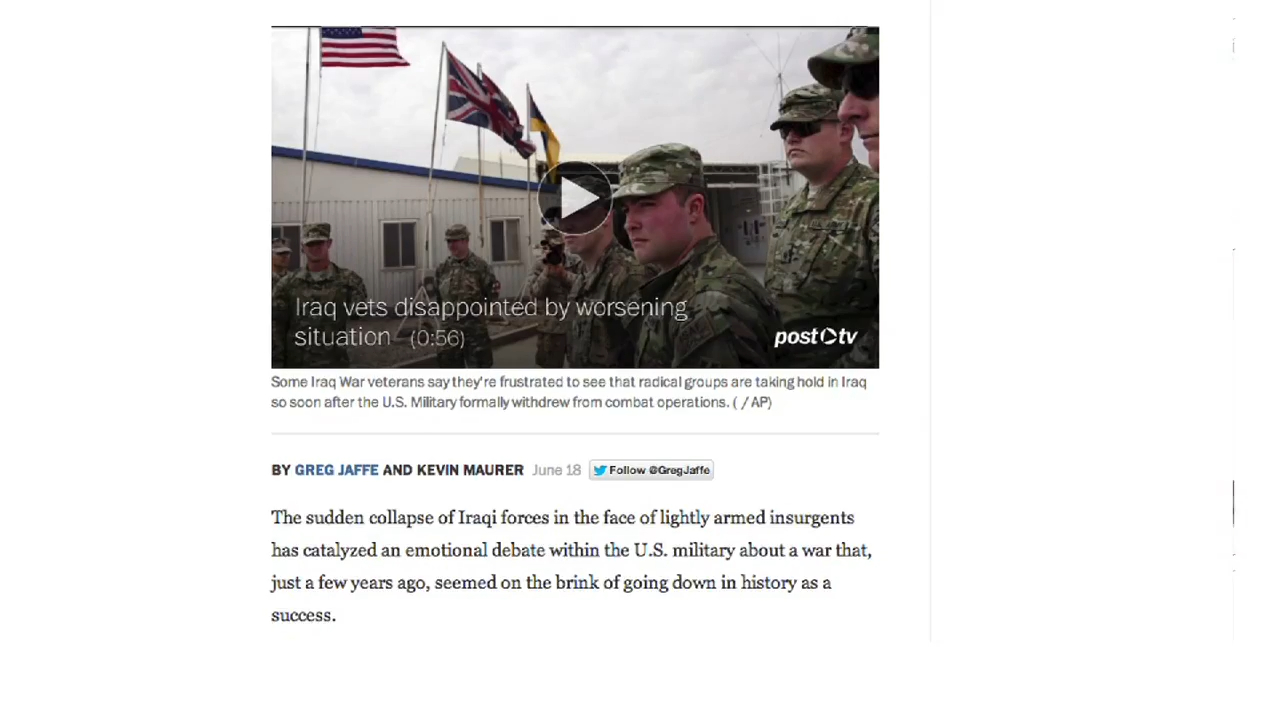 Iraq vets disappointed by worsening
situation (0:56)
post tv
Some Iraq War veterans say they're frustrated to see that radical groups are taking hold in Iraq
so soon after the U.S. Military formally withdrew from combat operations. ( / AP)
BY GREG JAFFE AND KEVIN MAURER June 18 Follow @GregJaffe
The sudden collapse of Iraqi forces in the face of lightly armed insurgents
has catalyzed an emotional debate within the U.S. military about a war that,
just a few years ago, seemed on the brink of going down in history as a
success.